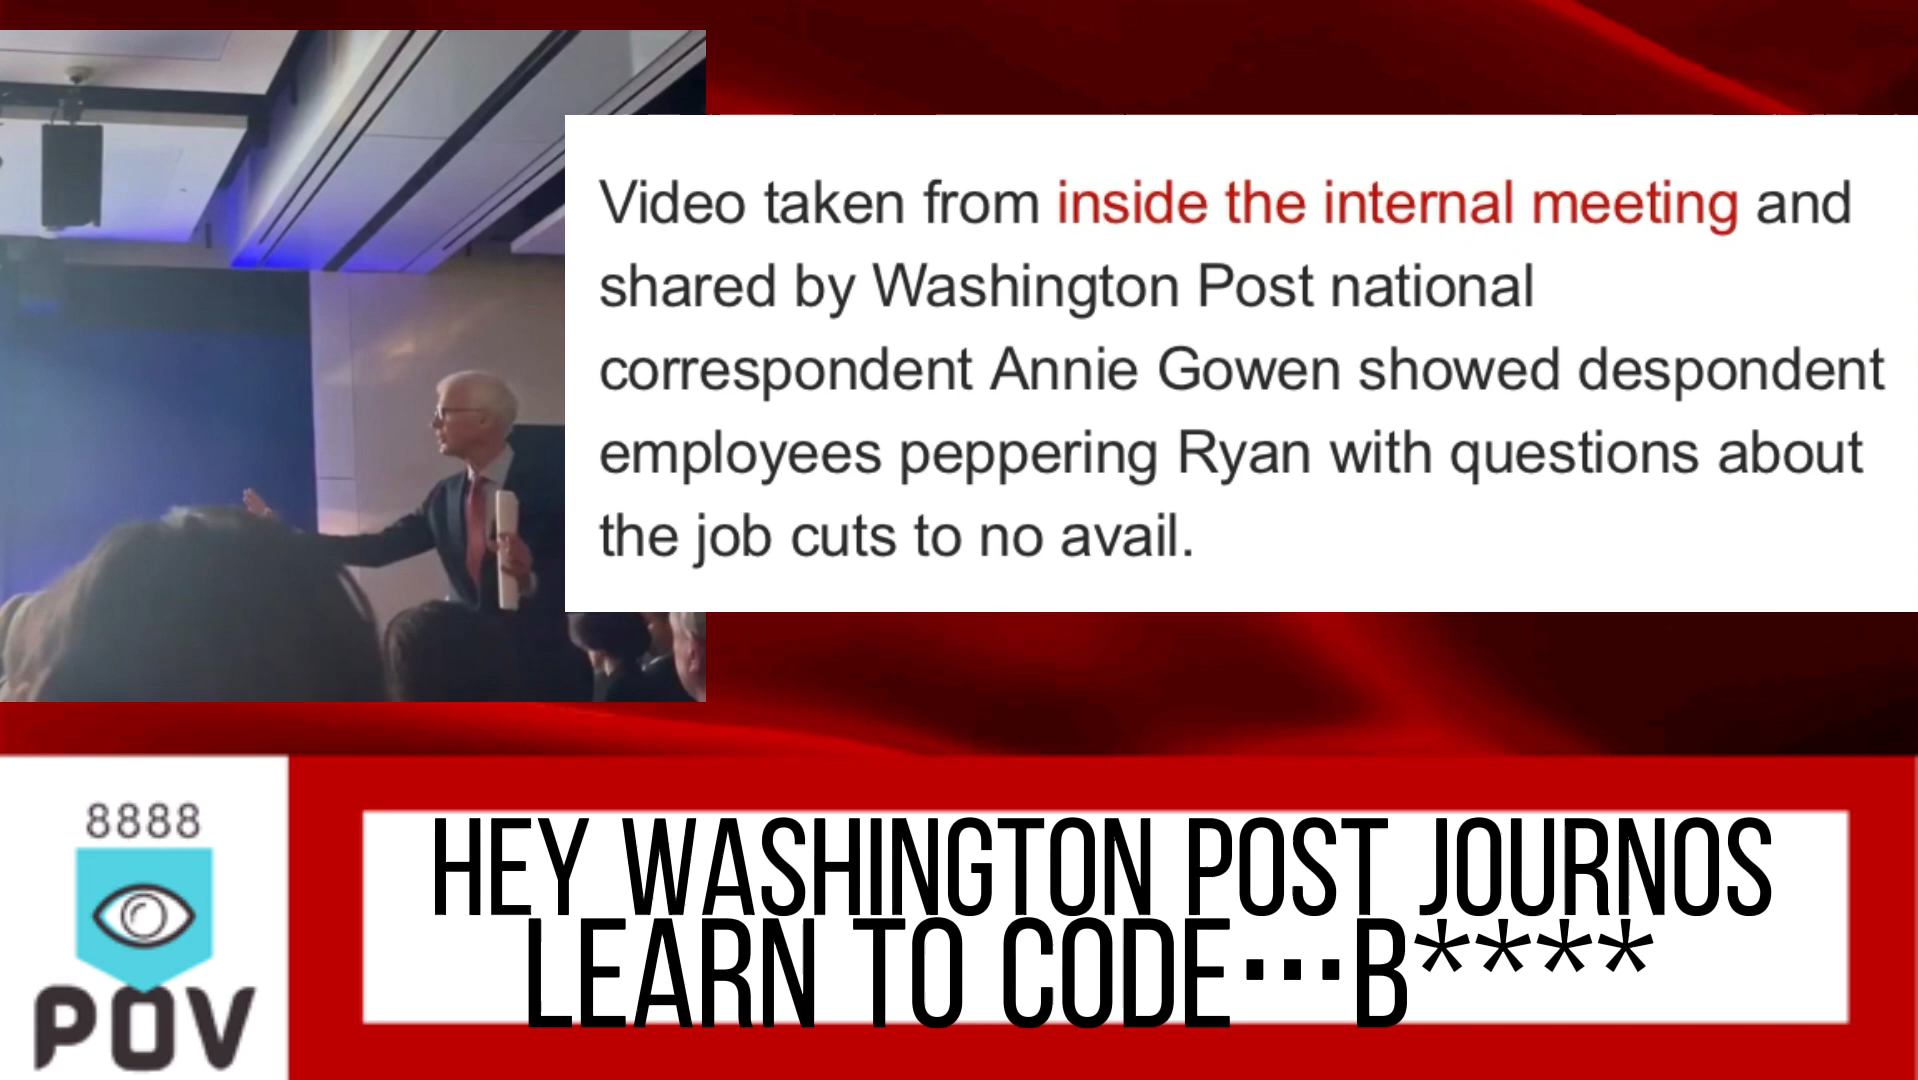 Video taken from inside the internal meeting and
shared by Washington Post national
correspondent Annie Gowen showed despondent
employees peppering Ryan with questions about
the job cuts to no avail.
8888
POV
HEY WASHINGTON POST JOURNOS
LEARN TO CODE...B****